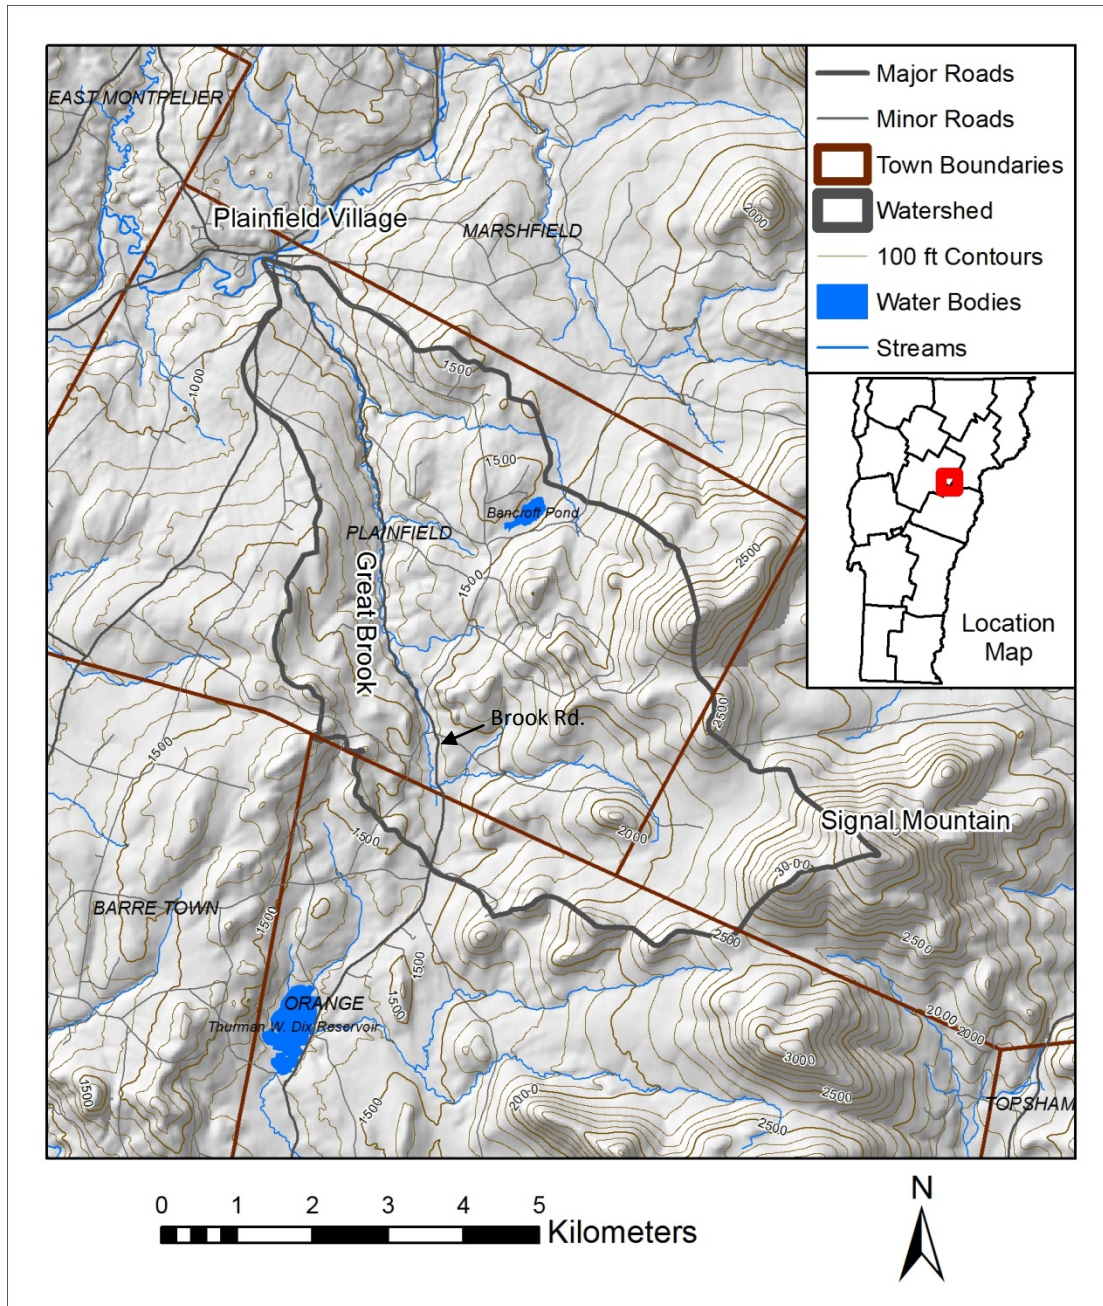 EAST MONTPELIER
Plainfield Village
MARSHFIELD
2000
1000
1500
1500
Bancroft Pond
PLAINFIELD
Great Brook
1500
2500
2500
Brook Rd.
1500
1500
2000
Signal Mountain
3000
BARRE TOWN
1500
2500
2500
1500
1500
ORANGE
Thurman W. Dix Reservoir
2000
2000
3000
2500
1500
2000
1500
2500
TOPSHAM
Major Roads
Minor Roads
Town Boundaries
Watershed
100 ft Contours
Water Bodies
Streams
Location
Map
0 1 2 3 4 5
Kilometers
N